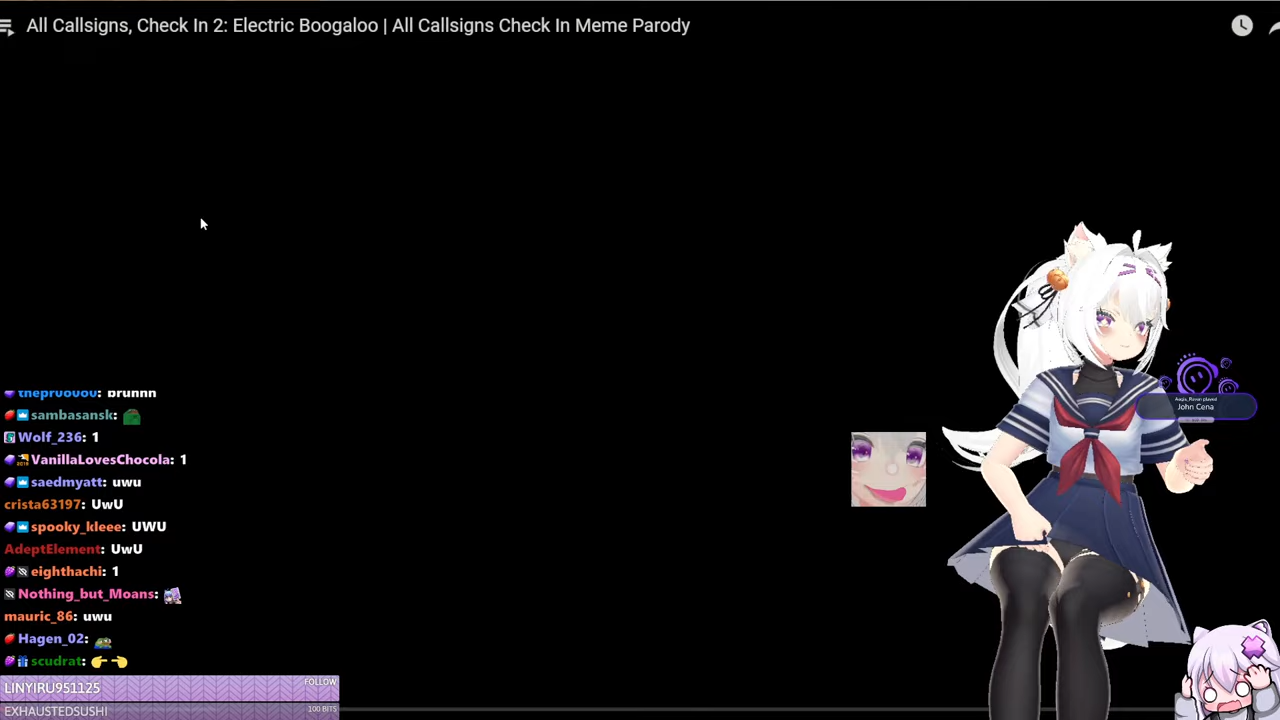 All Callsigns, Check In 2: Electric Boogaloo | All Callsigns Check In Meme Parody
brunnn
sambasansk:
Wolf_236: 1
VanillaLovesChocola: 1
saedmyatt: uwu
crista63197: UwU
spooky_kleee: UWU
AdeptElement: UwU
eighthachi: 1
Nothing_but_Moans:
mauric_86: uwu
Hagen_02:
scudrat: 👉 👈
LINYIRU951125 FOLLOW
EXHAUSTEDSUSHI 100 BITS
played
John Cena